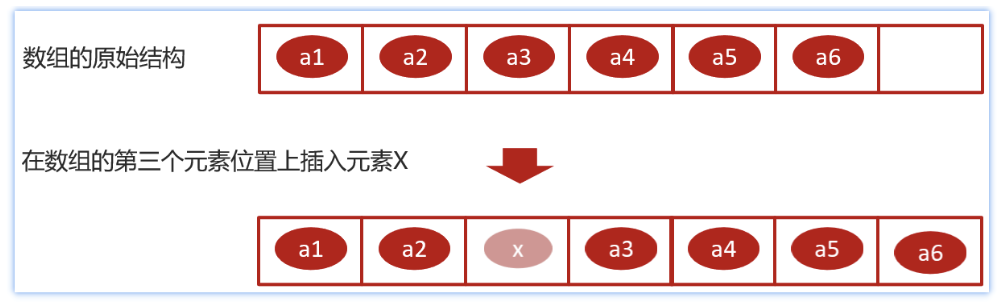 数组的原始结构
a1 a2 a3 a4 a5 a6
在数组的第三个元素位置上插入元素X
a1 a2 x a3 a4 a5 a6